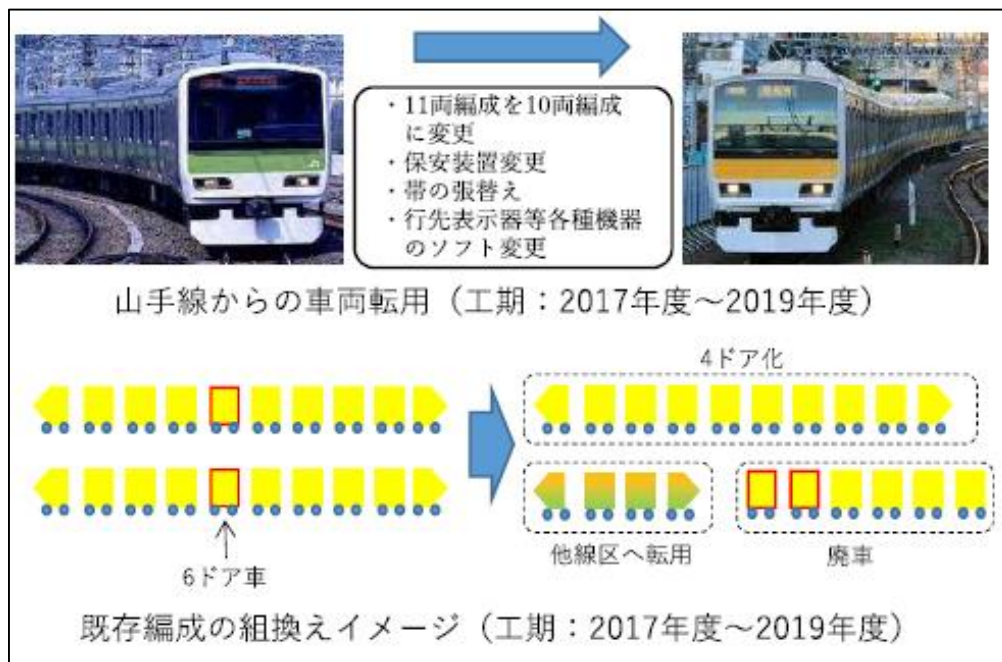 ・11両編成を10両編成
に変更
・保安装置変更
・帯の張替え
・行先表示器等各種機器
のソフト変更
山手線からの車両転用（工期：2017年度～2019年度）
4ドア化
6ドア車
他線区へ転用
廃車
既存編成の組換えイメージ（工期：2017年度～2019年度）